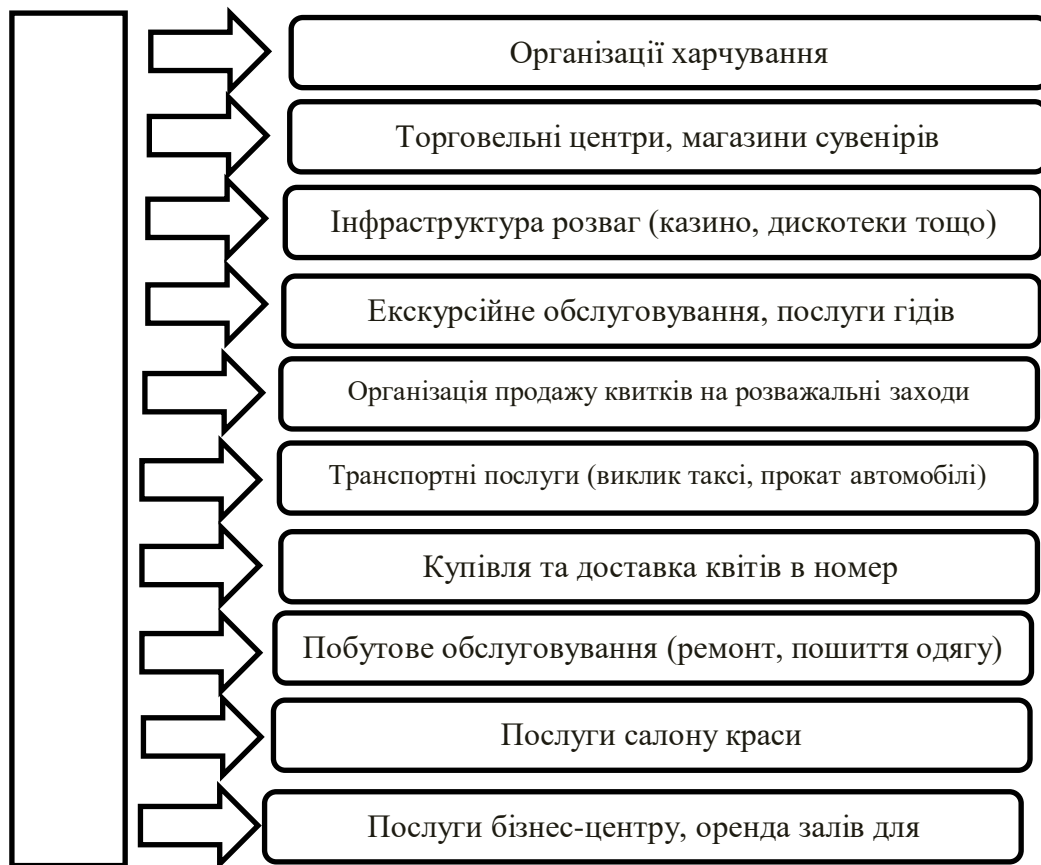 Організації харчування
Торговельні центри, магазини сувенірів
Інфраструктура розваг (казино, дискотеки тощо)
Екскурсійне обслуговування, послуги гідів
Організація продажу квитків на розважальні заходи
Транспортні послуги (виклик таксі, прокат автомобілі)
Купівля та доставка квітів в номер
Побутове обслуговування (ремонт, пошиття одягу)
Послуги салону краси
Послуги бізнес-центру, оренда залів для